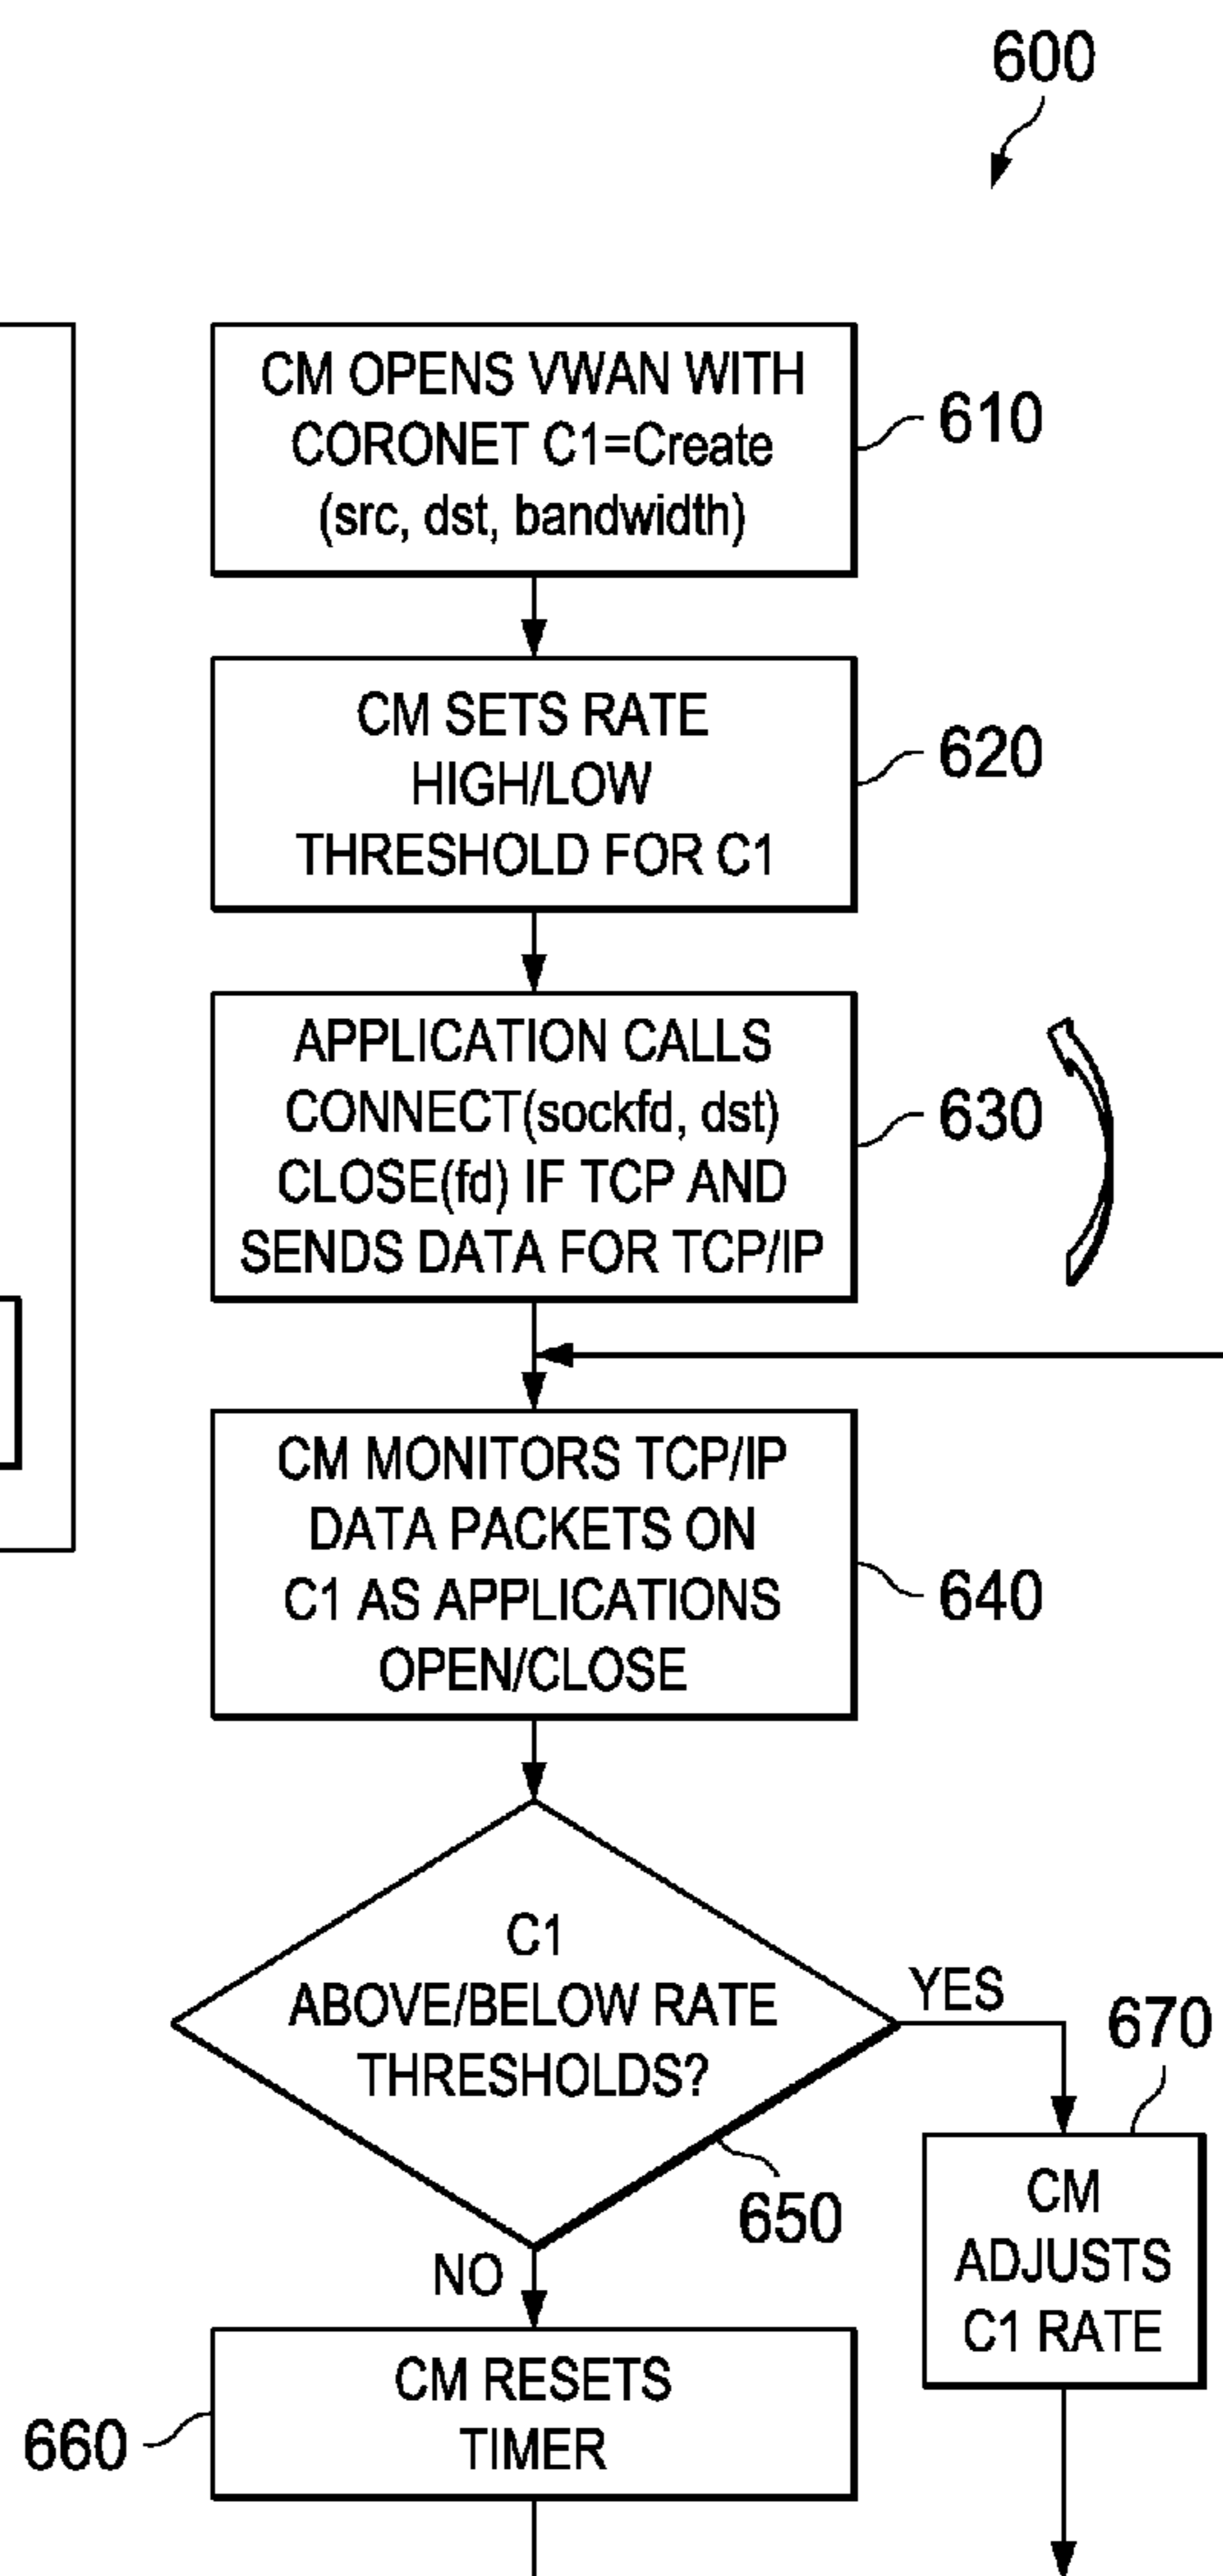 600
CM OPENS VWAN WITH
CORONET C1=Create
(src, dst, bandwidth)
610
CM SETS RATE
HIGH/LOW
THRESHOLD FOR C1
620
APPLICATION CALLS
CONNECT(sockfd, dst)
CLOSE(fd) IF TCP AND
SENDS DATA FOR TCP/IP
630
CM MONITORS TCP/IP
DATA PACKETS ON
C1 AS APPLICATIONS
OPEN/CLOSE
640
C1
ABOVE/BELOW RATE
THRESHOLDS?
650
YES
670
CM
ADJUSTS
C1 RATE
NO
CM RESETS
TIMER
660